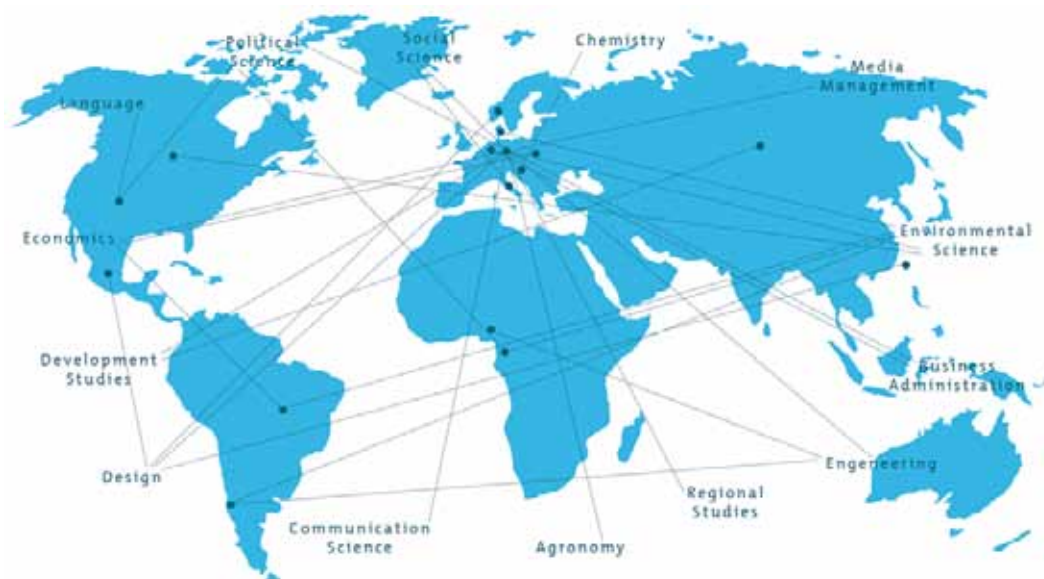 Political
Science
Social
Science
Chemistry
Media
Management
Language
Economics
Environmental
Science
Development
Studies
Business
Administration
Design
Engeneering
Regional
Studies
Communication
Science
Agronomy